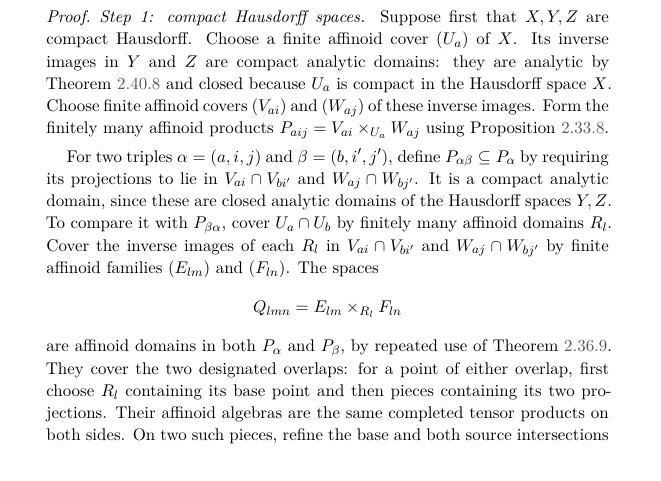 Proof. Step 1: compact Hausdorff spaces. Suppose first that X, Y, Z are
compact Hausdorff. Choose a finite affinoid cover (Uₐ) of X. Its inverse
images in Y and Z are compact analytic domains: they are analytic by
Theorem 2.40.8 and closed because Uₐ is compact in the Hausdorff space X.
Choose finite affinoid covers (V_{ai}) and (W_{aj}) of these inverse images. Form the
finitely many affinoid products P_{aij} = V_{ai} ×_{U_a} W_{aj} using Proposition 2.33.8.
For two triples α = (a, i, j) and β = (b, i′, j′), define P_{αβ} ⊆ P_α by requiring
its projections to lie in V_{ai} ∩ V_{bi′} and W_{aj} ∩ W_{bj′}. It is a compact analytic
domain, since these are closed analytic domains of the Hausdorff spaces Y, Z.
To compare it with P_{βα}, cover U_a ∩ U_b by finitely many affinoid domains R_l.
Cover the inverse images of each R_l in V_{ai} ∩ V_{bi′} and W_{aj} ∩ W_{bj′} by finite
affinoid families (E_{lm}) and (F_{ln}). The spaces
Q_{lmn} = E_{lm} ×_{R_l} F_{ln}
are affinoid domains in both P_α and P_β, by repeated use of Theorem 2.36.9.
They cover the two designated overlaps: for a point of either overlap, first
choose R_l containing its base point and then pieces containing its two pro-
jections. Their affinoid algebras are the same completed tensor products on
both sides. On two such pieces, refine the base and both source intersections